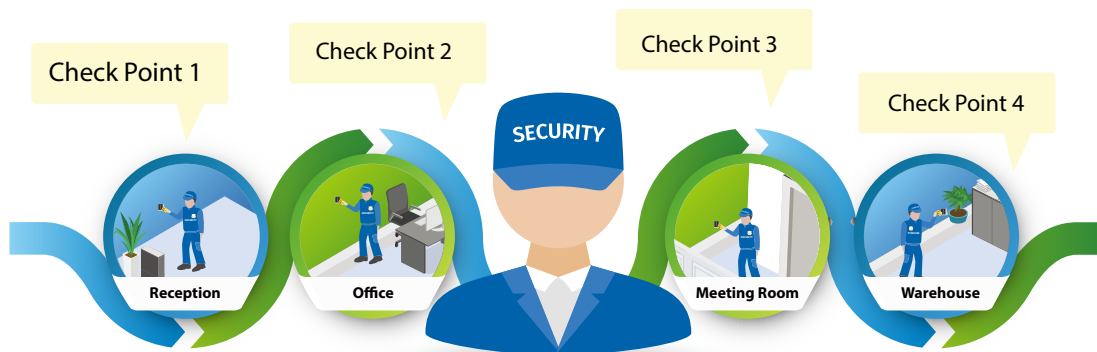 Check Point 1
Check Point 2
Check Point 3
Check Point 4
SECURITY
Reception
Office
Meeting Room
Warehouse